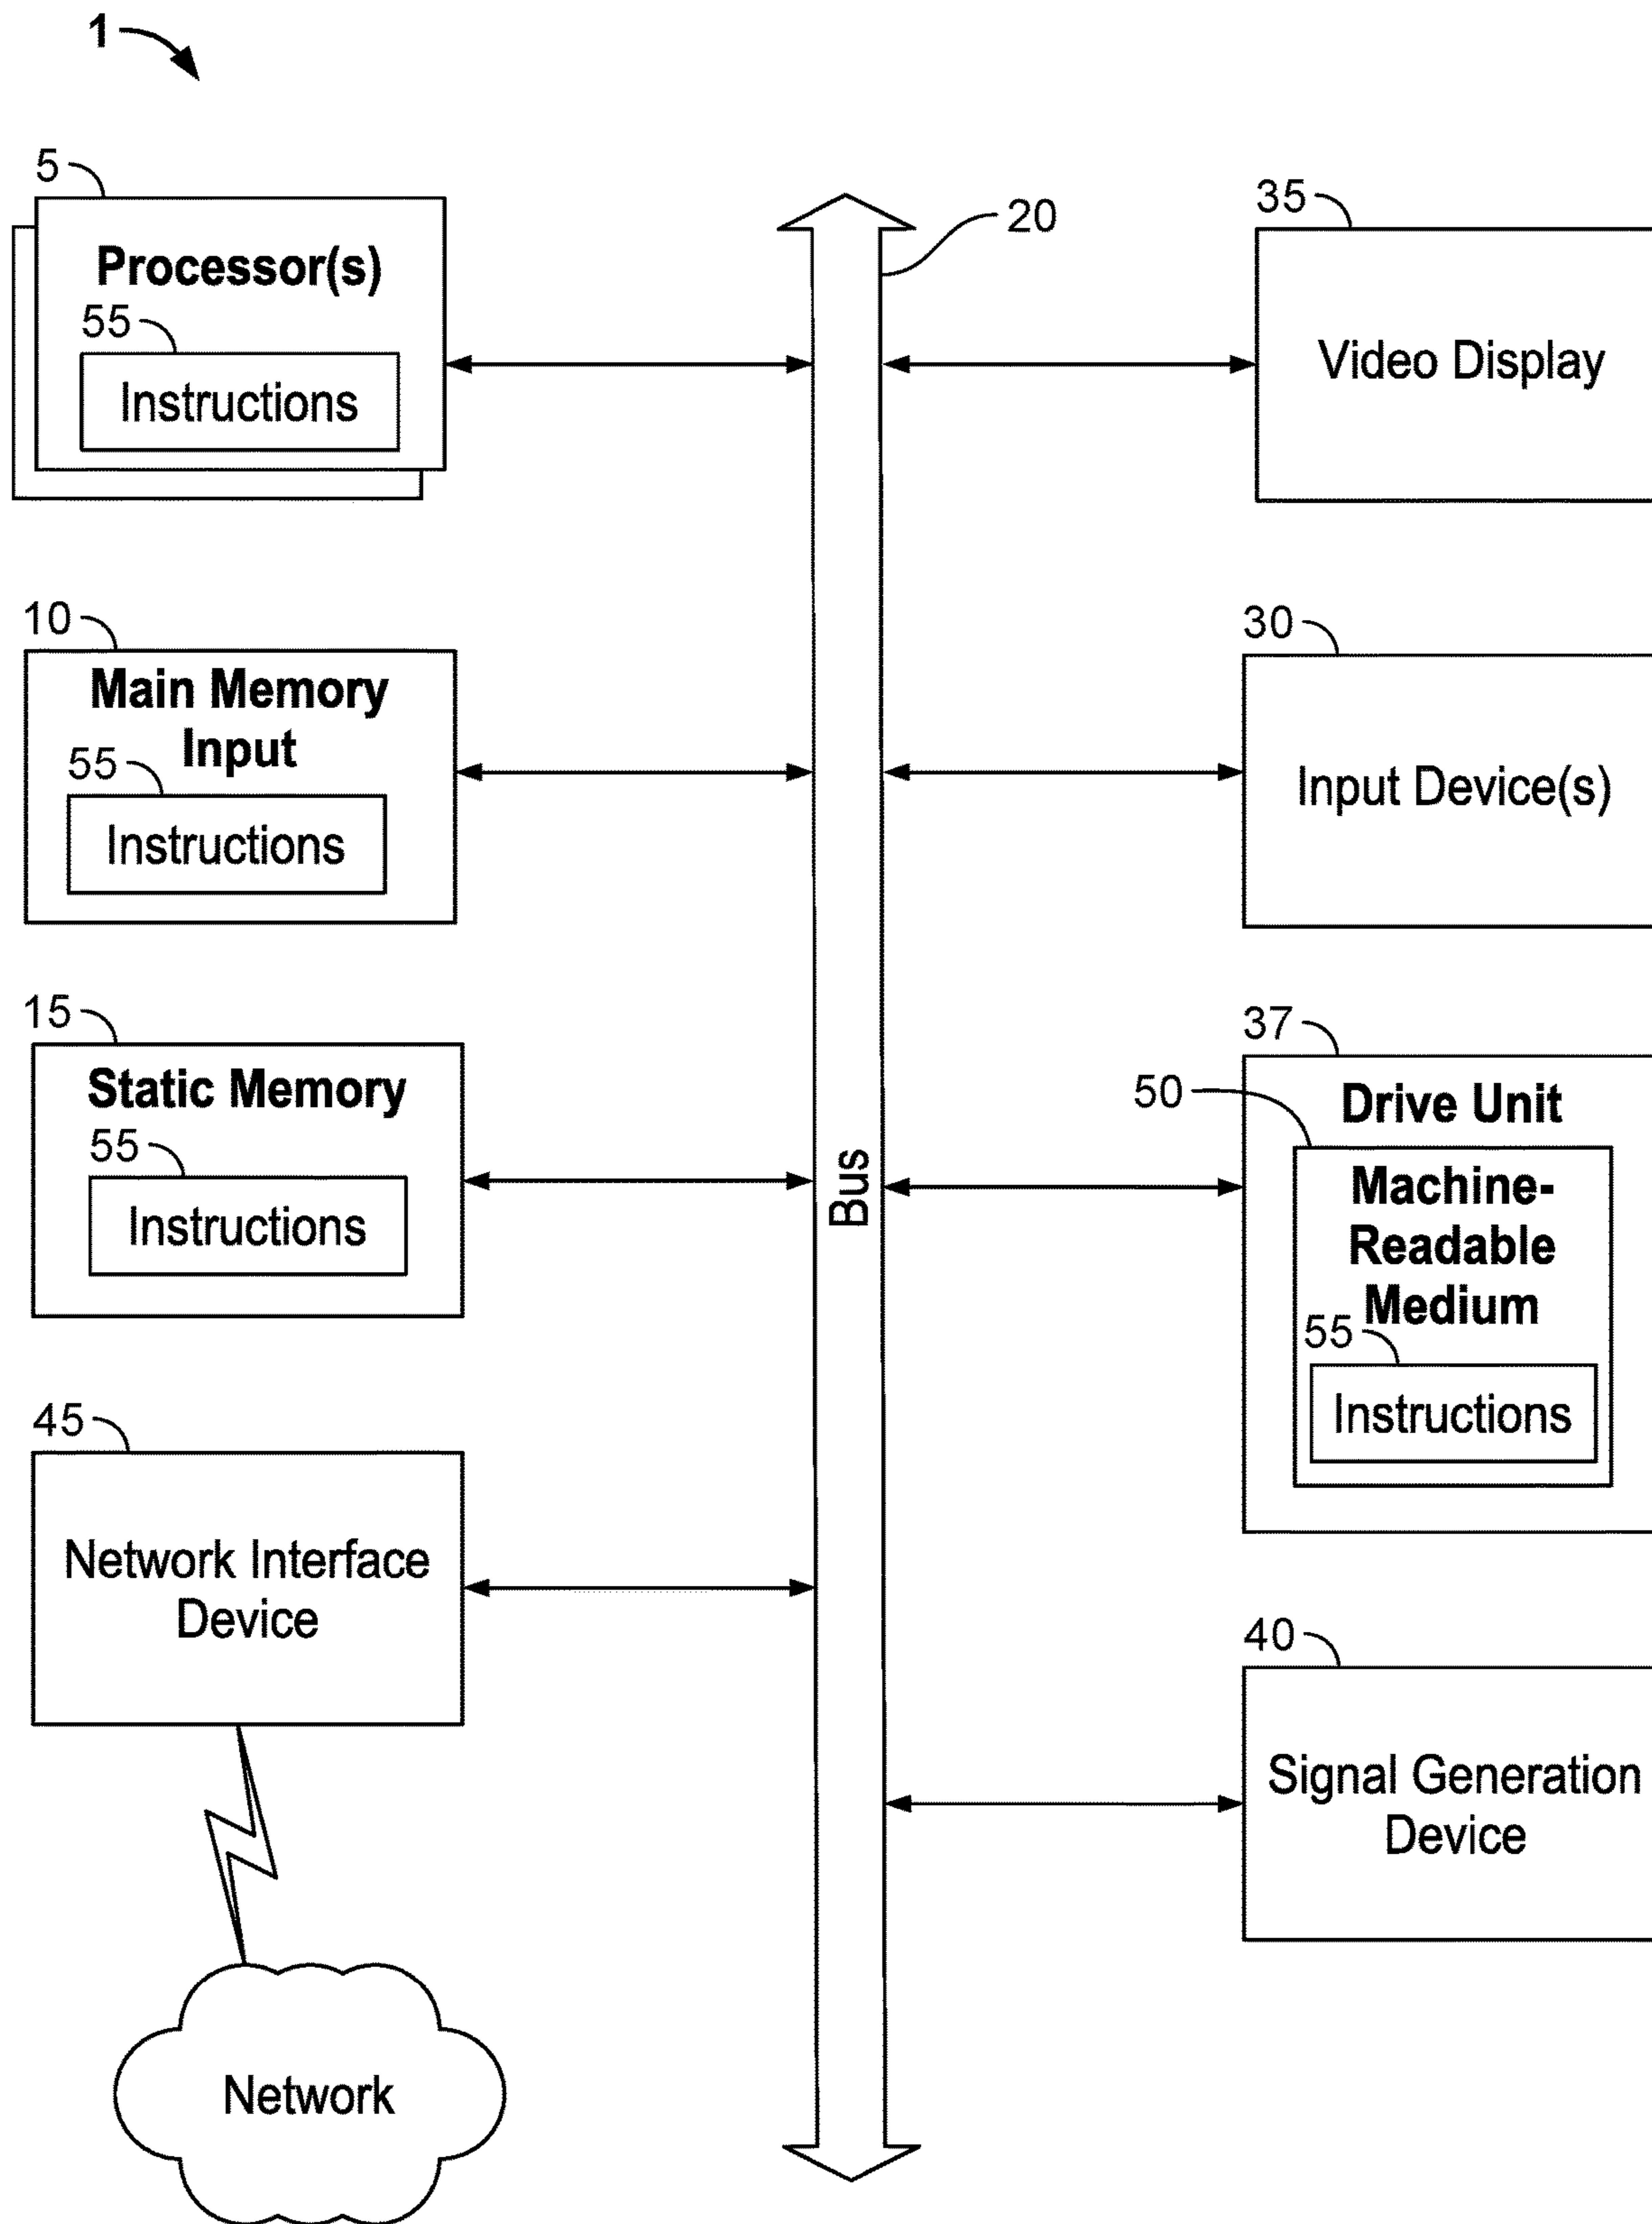 1
5
Processor(s)
55
Instructions
10
Main Memory
Input
55
Instructions
15
Static Memory
55
Instructions
45
Network Interface
Device
Network
20
Bus
35
Video Display
30
Input Device(s)
37
Drive Unit
50
Machine-
Readable
Medium
55
Instructions
40
Signal Generation
Device